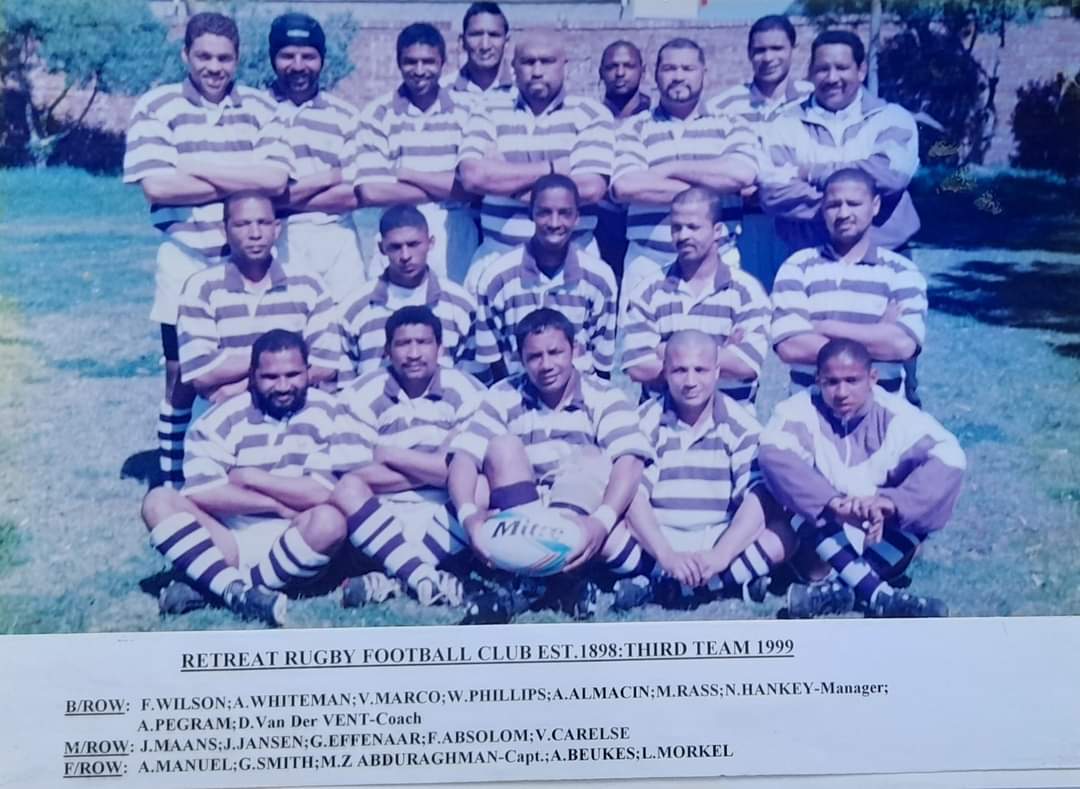 Mitre
RETREAT RUGBY FOOTBALL CLUB EST.1898:THIRD TEAM 1999
B/ROW: F.WILSON;A.WHITEMAN;V.MARCO;W.PHILLIPS;A.ALMACIN;M.RASS;N.HANKEY-Manager;
A.PEGRAM;D.Van Der VENT-Coach
M/ROW: J.MAANS;J.JANSEN;G.EFFENAAR;F.ABSOLOM;V.CARELSE
F/ROW: A.MANUEL;G.SMITH;M.Z ABDURAGHMAN-Capt.;A.BEUKES;L.MORKEL